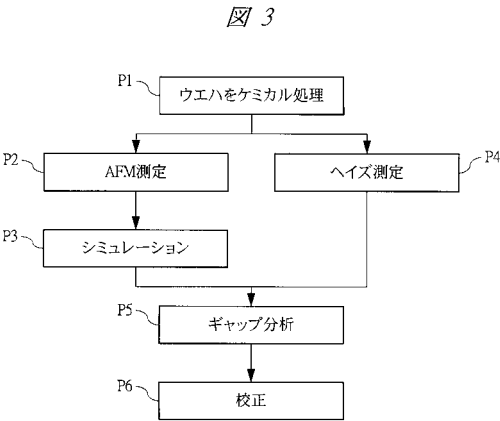 図 3
P1
ウエハをケミカル処理
P2
AFM測定
ヘイズ測定
P4
P3
シミュレーション
P5
ギャップ分析
P6
校正